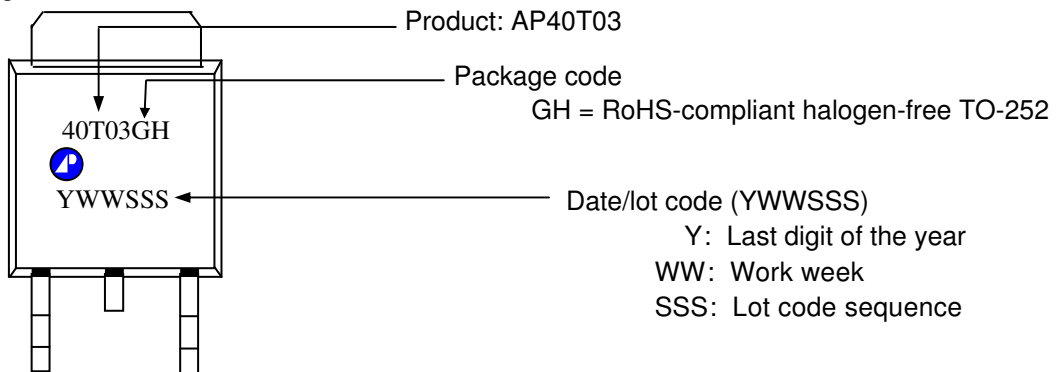 Product: AP40T03
Package code
GH = RoHS-compliant halogen-free TO-252
40T03GH
YWWSSS
Date/lot code (YWWSSS)
Y: Last digit of the year
WW: Work week
SSS: Lot code sequence